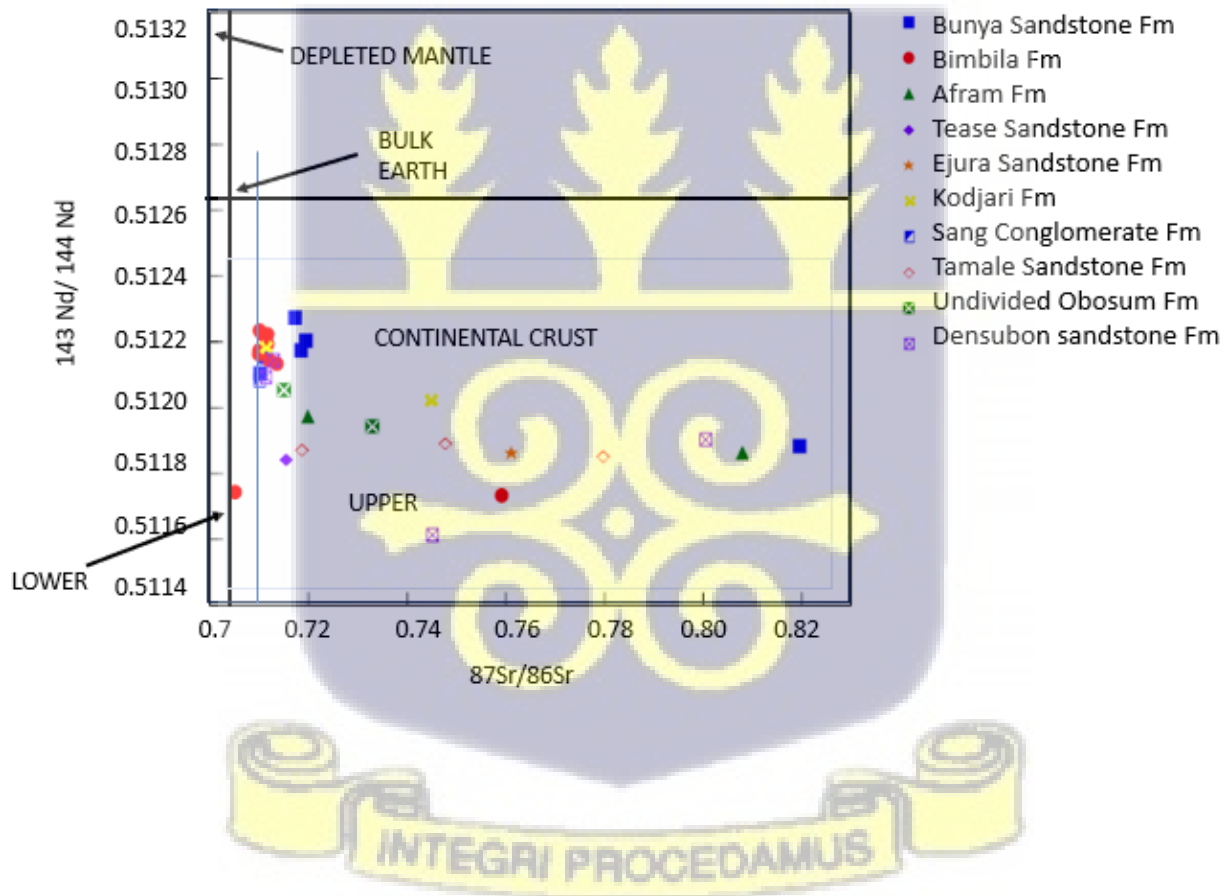 0.5132
DEPLETED MANTLE
0.5130
0.5128
BULK
EARTH
0.5126
0.5124
0.5122
CONTINENTAL CRUST
0.5120
0.5118
UPPER
0.5116
LOWER
0.5114
143 Nd/ 144 Nd
0.7 0.72 0.74 0.76 0.78 0.80 0.82
87Sr/86Sr
Bunya Sandstone Fm
Bimbila Fm
Afram Fm
Tease Sandstone Fm
Ejura Sandstone Fm
Kodjari Fm
Sang Conglomerate Fm
Tamale Sandstone Fm
Undivided Obosum Fm
Densubon sandstone Fm
INTEGRI PROCEDAMUS